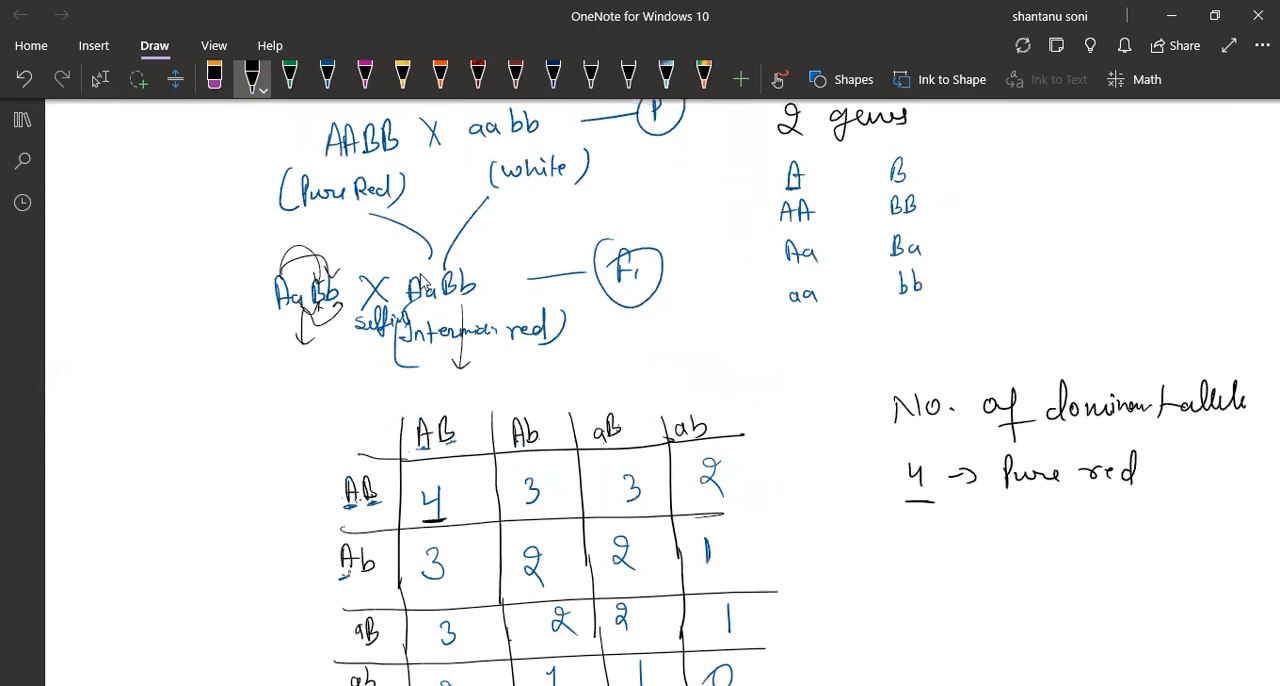 OneNote for Windows 10
shantanu soni
Home Insert Draw View Help
Share
Shapes
Ink to Shape
Ink to Text
Math
AABB X aabb
P
(Pure Red)
(white)
AaBb X AaBb
F1
selfing
red)
2 genes
A B
AA BB
Aa Ba
aa bb
AB Ab aB ab
AB 4 3 3 2
Ab 3 2 2 1
aB 3 2 2 1
ab 2 1 1 0
No. of dominant allele
4 => Pure red